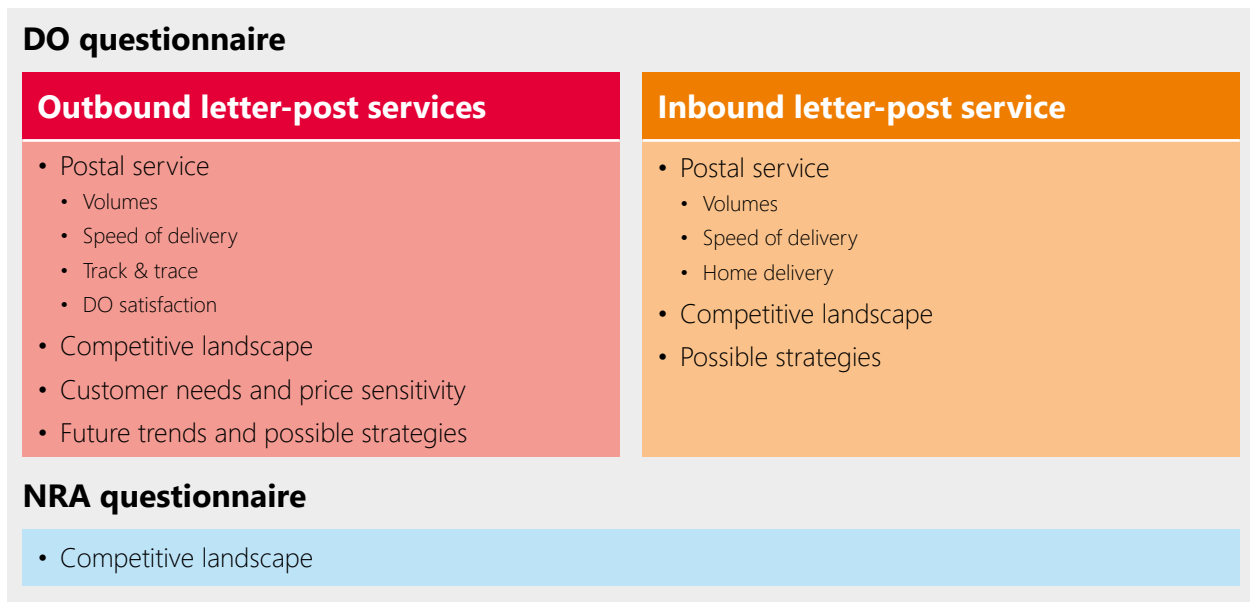 DO questionnaire
Outbound letter-post services
• Postal service
• Volumes
• Speed of delivery
• Track & trace
• DO satisfaction
• Competitive landscape
• Customer needs and price sensitivity
• Future trends and possible strategies
Inbound letter-post service
• Postal service
• Volumes
• Speed of delivery
• Home delivery
• Competitive landscape
• Possible strategies
NRA questionnaire
• Competitive landscape